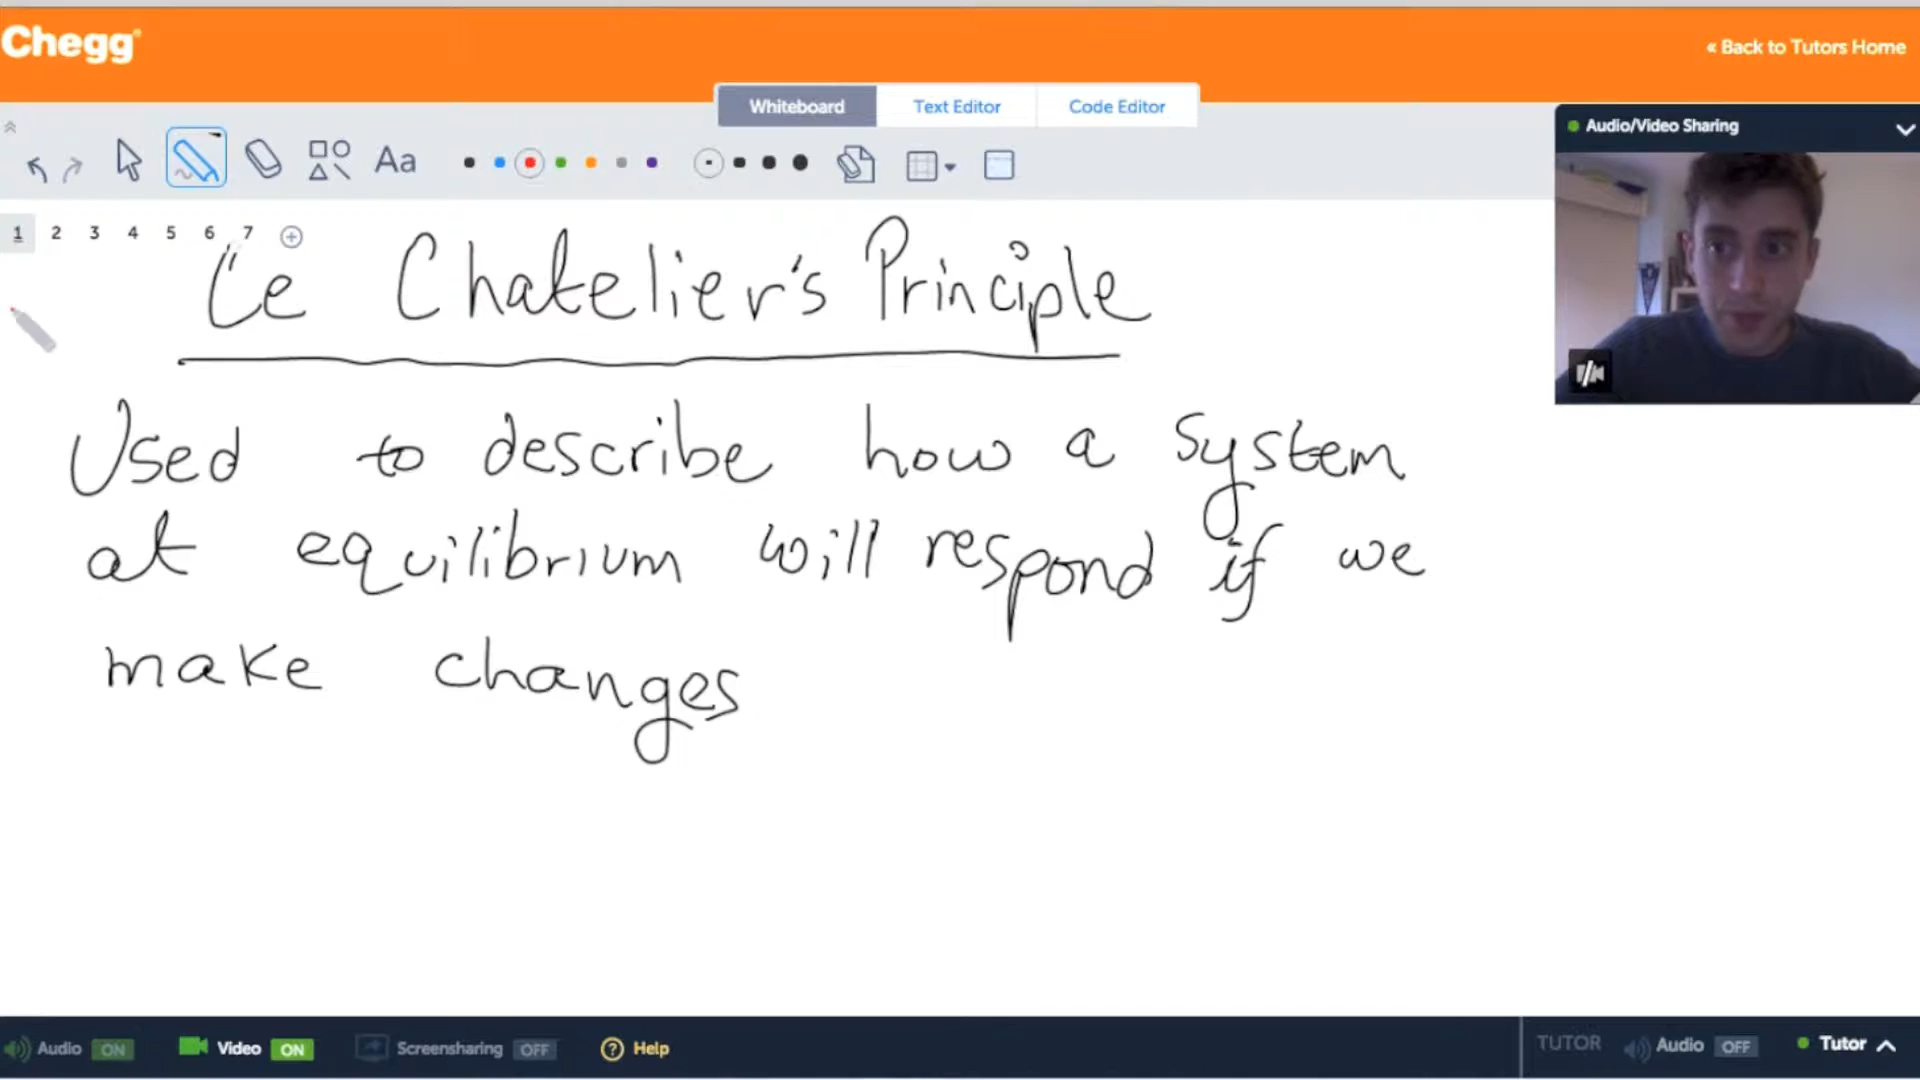 Chegg
« Back to Tutors Home
Whiteboard
Text Editor
Code Editor
Audio/Video Sharing
Aa
1 2 3 4 5 6 7
Le Chatelier's Principle
Used to describe how a system
at equilibrium will respond if we
make changes
Audio ON
Video ON
Screensharing OFF
? Help
TUTOR
Audio OFF
Tutor